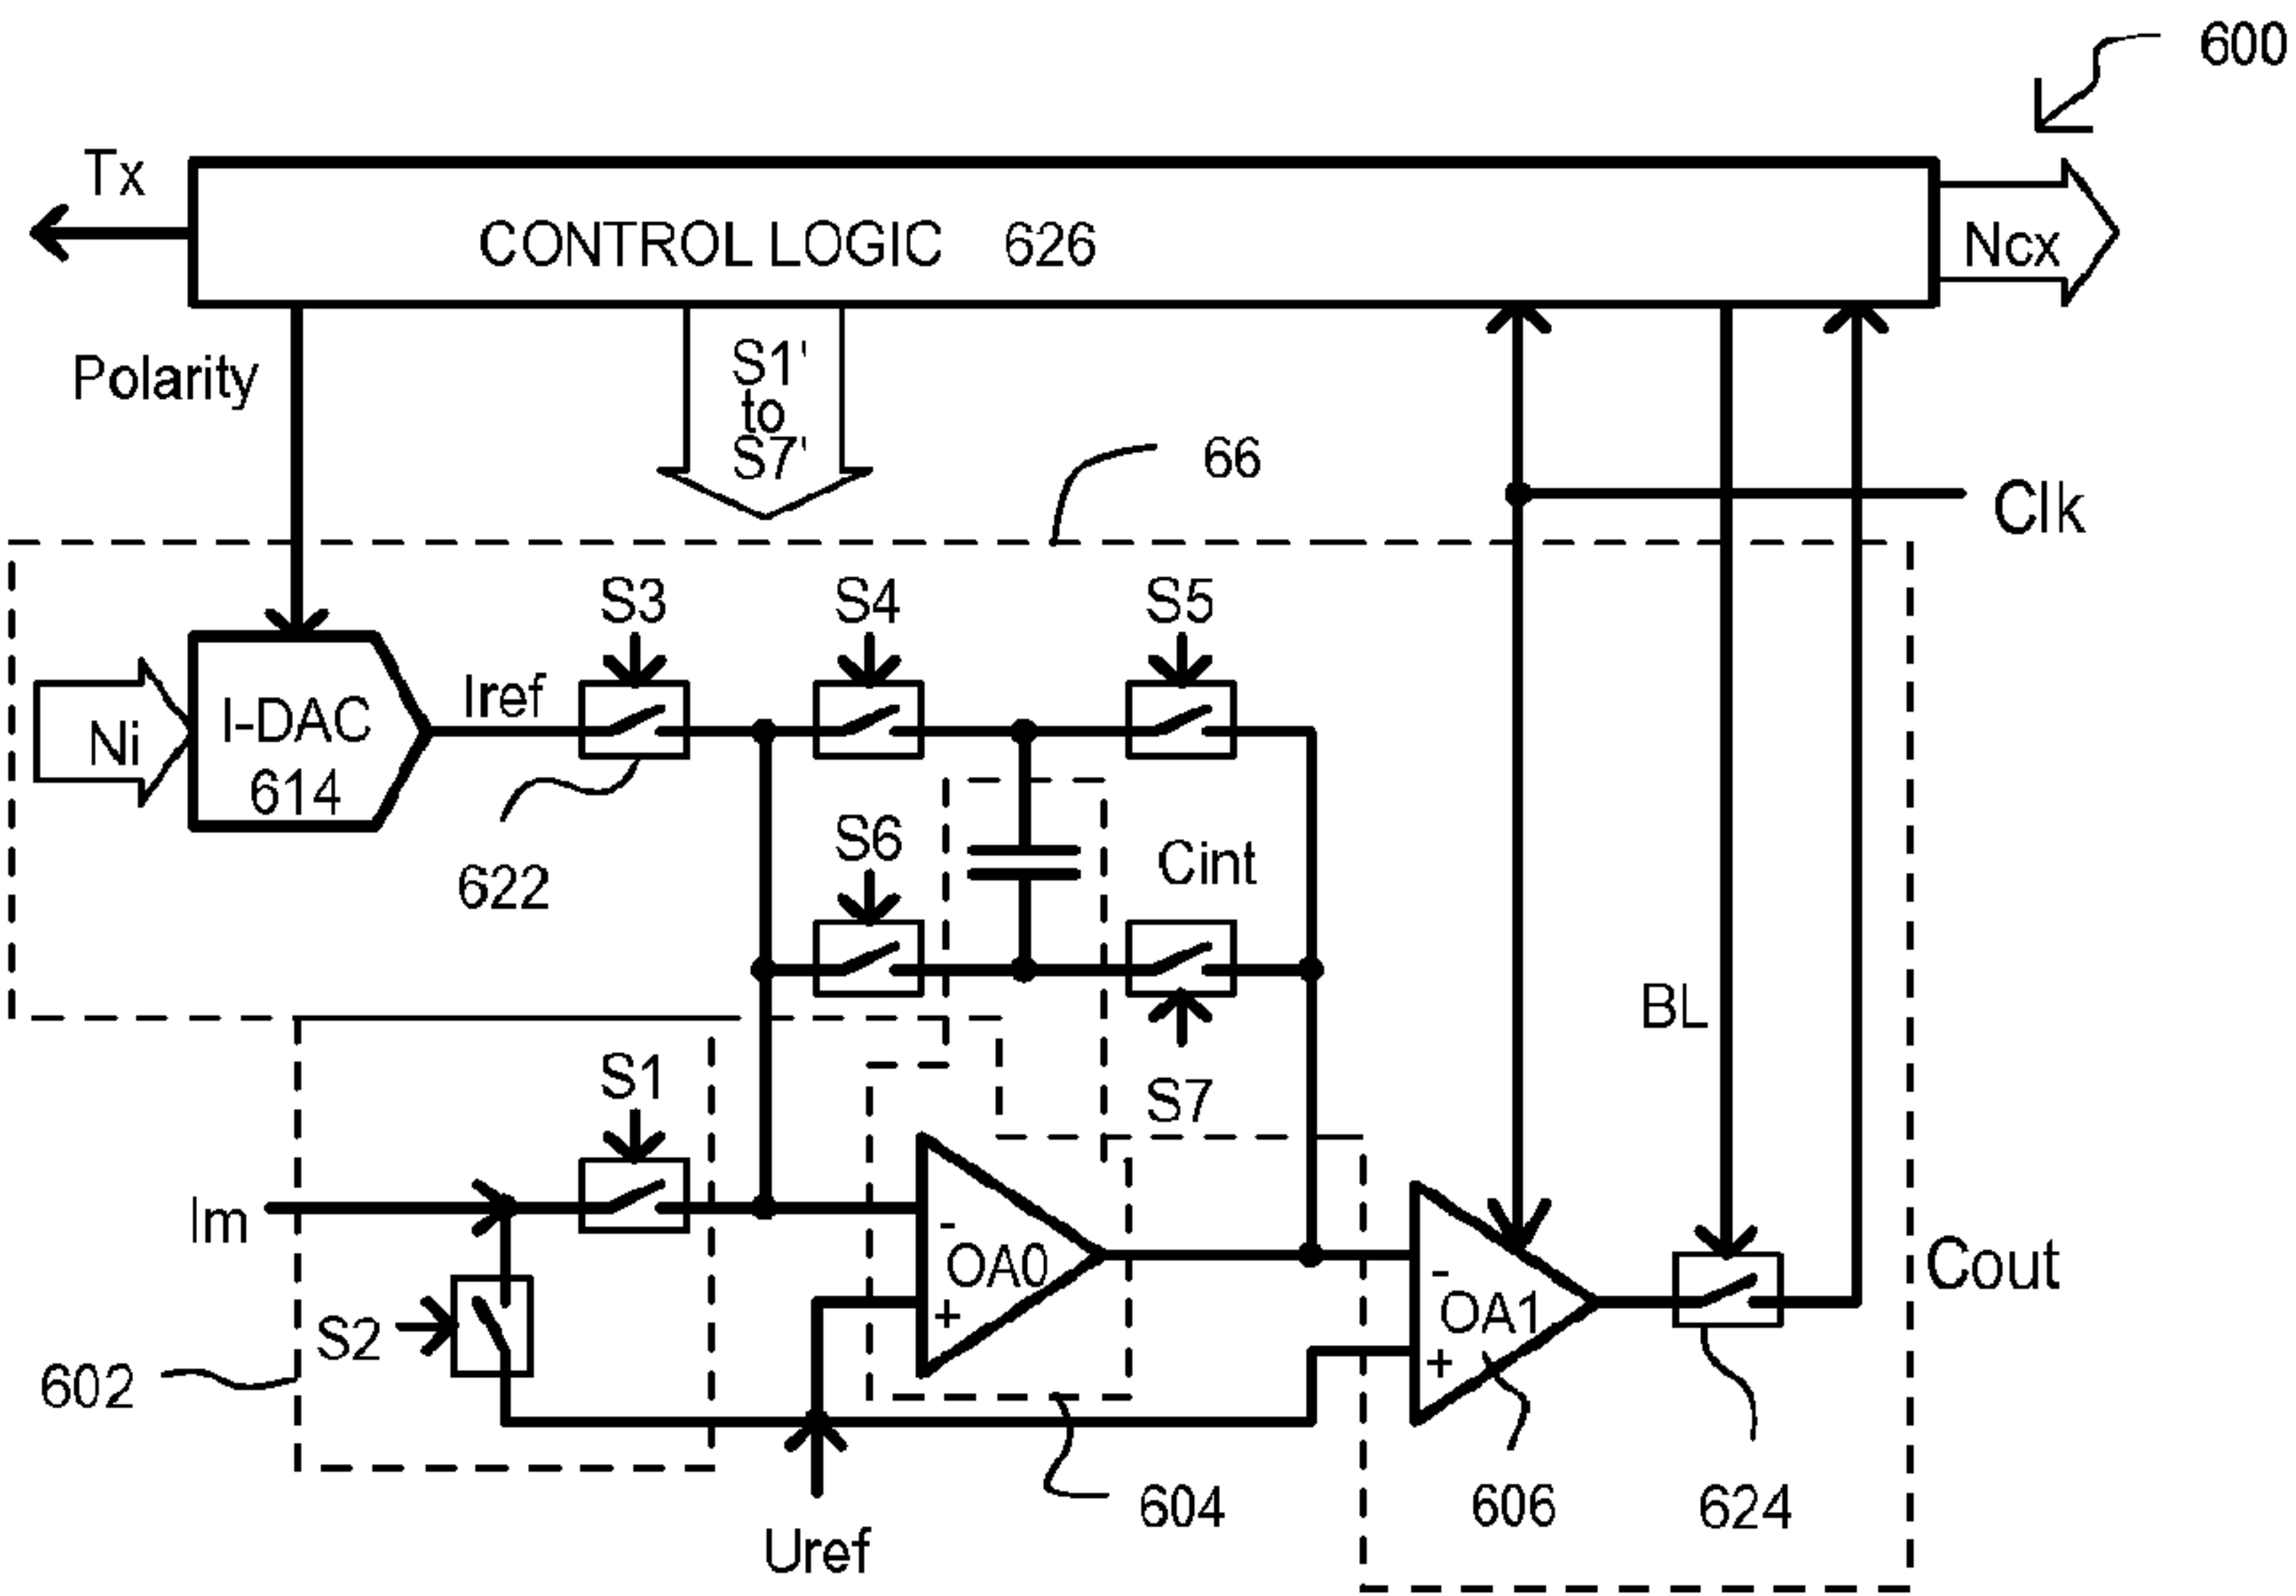 600
Tx
CONTROL LOGIC 626
Ncx
Polarity
S1'
to
S7'
66
Clk
S3
S4
S5
Ni
I-DAC
614
Iref
622
S6
Cint
BL
S1
S7
Im
-
OA0
+
-
OA1
+
Cout
S2
602
604
606
624
Uref